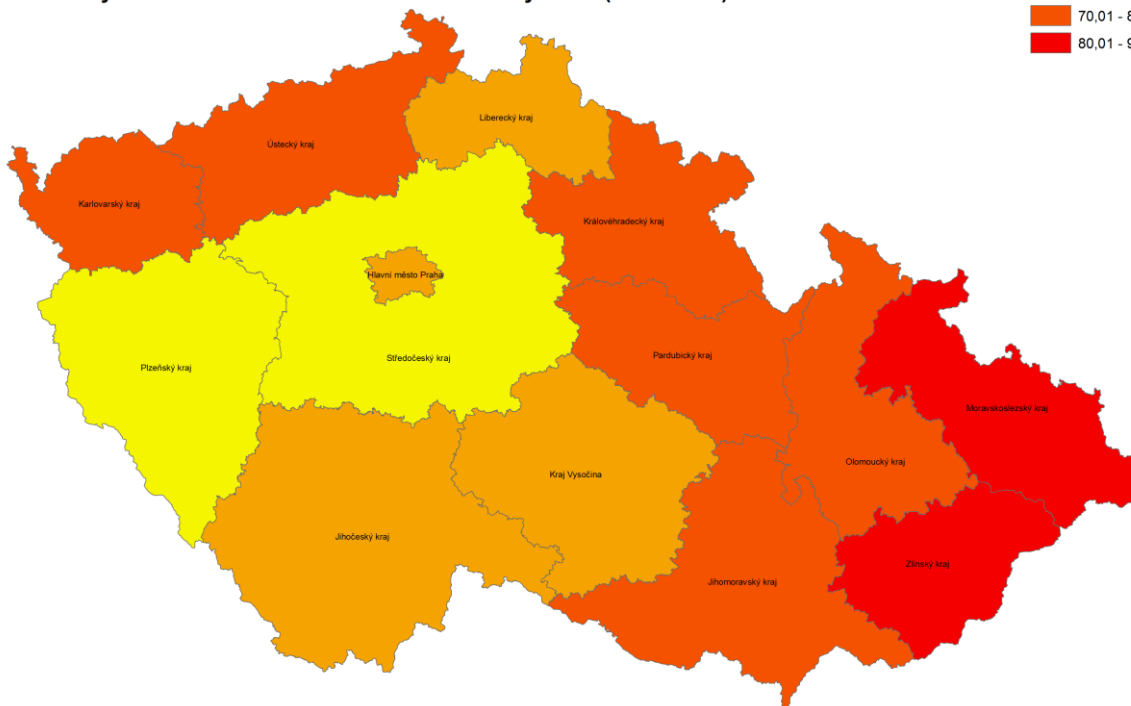 70,01 - 8
80,01 - 9
Liberecký kraj
Ústecký kraj
Karlovarský kraj
Královéhradecký kraj
Hlavní město Praha
Středočeský kraj
Pardubický kraj
Plzeňský kraj
Moravskoslezský kraj
Olomoucký kraj
Kraj Vysočina
Jihočeský kraj
Zlínský kraj
Jihomoravský kraj